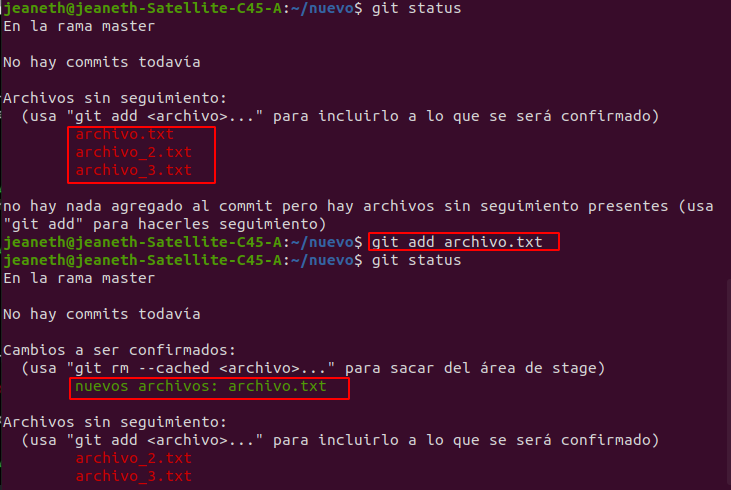 jeaneth@jeaneth-Satellite-C45-A:~/nuevo$ git status
En la rama master
No hay commits todavía
Archivos sin seguimiento:
(usa "git add <archivo>..." para incluirlo a lo que se será confirmado)
archivo.txt
archivo_2.txt
archivo_3.txt
no hay nada agregado al commit pero hay archivos sin seguimiento presentes (usa
"git add" para hacerles seguimiento)
jeaneth@jeaneth-Satellite-C45-A:~/nuevo$ git add archivo.txt
jeaneth@jeaneth-Satellite-C45-A:~/nuevo$ git status
En la rama master
No hay commits todavía
Cambios a ser confirmados:
(usa "git rm --cached <archivo>..." para sacar del área de stage)
nuevos archivos: archivo.txt
Archivos sin seguimiento:
(usa "git add <archivo>..." para incluirlo a lo que se será confirmado)
archivo_2.txt
archivo_3.txt